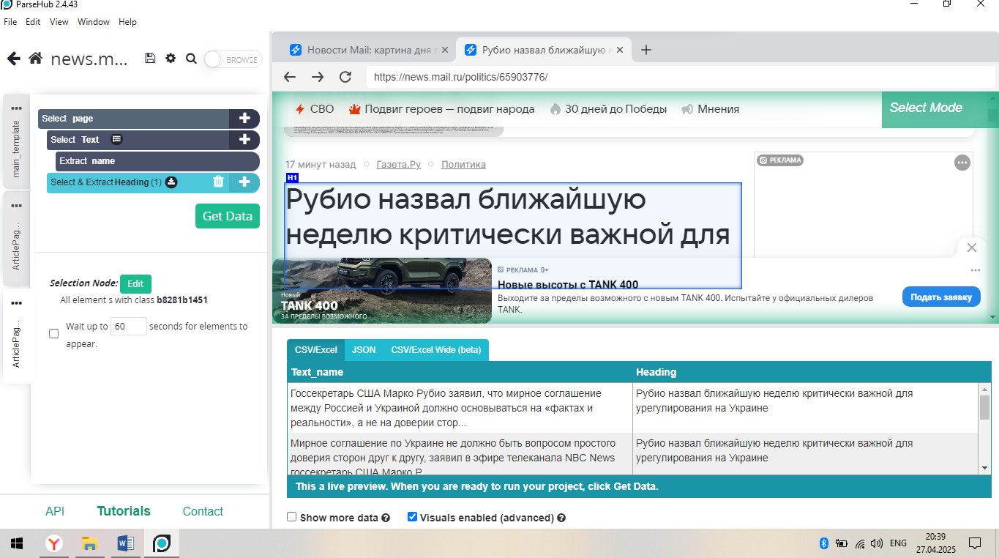 ParseHub 2.4.43
File Edit View Window Help
news.m...
BROWSE
main_template
ArticlePag...
ArticlePag...
Select page
Select Text
Extract name
Select & Extract Heading (1)
Get Data
Selection Node: Edit
All element s with class b8281b1451
Wait up to 60 seconds for elements to
appear.
API Tutorials Contact
Новости Mail: картина дня в
Рубио назвал ближайшую н
https://news.mail.ru/politics/65903776/
СВО Подвиг героев — подвиг народа 30 дней до Победы Мнения
Select Mode
17 минут назад Газета.Ру Политика
РЕКЛАМА
H1
Рубио назвал ближайшую
неделю критически важной для
Новый
TANK 400
ЗА ПРЕДЕЛЫ ВОЗМОЖНОГО
РЕКЛАМА 0+
Новые высоты с TANK 400
Выходите за пределы возможного с новым TANK 400. Испытайте у официальных дилеров
TANK.
Подать заявку
CSV/Excel JSON CSV/Excel Wide (beta)
Text_name Heading
Госсекретарь США Марко Рубио заявил, что мирное соглашение
между Россией и Украиной должно основываться на «фактах и
реальности», а не на доверии стор...
Рубио назвал ближайшую неделю критически важной для
урегулирования на Украине
Мирное соглашение по Украине не должно быть вопросом простого
доверия сторон друг к другу, заявил в эфире телеканала NBC News
госсекретарь США Марко Р
Рубио назвал ближайшую неделю критически важной для
урегулирования на Украине
This a live preview. When you are ready to run your project, click Get Data.
Show more data Visuals enabled (advanced)
ENG
20:39
27.04.2025